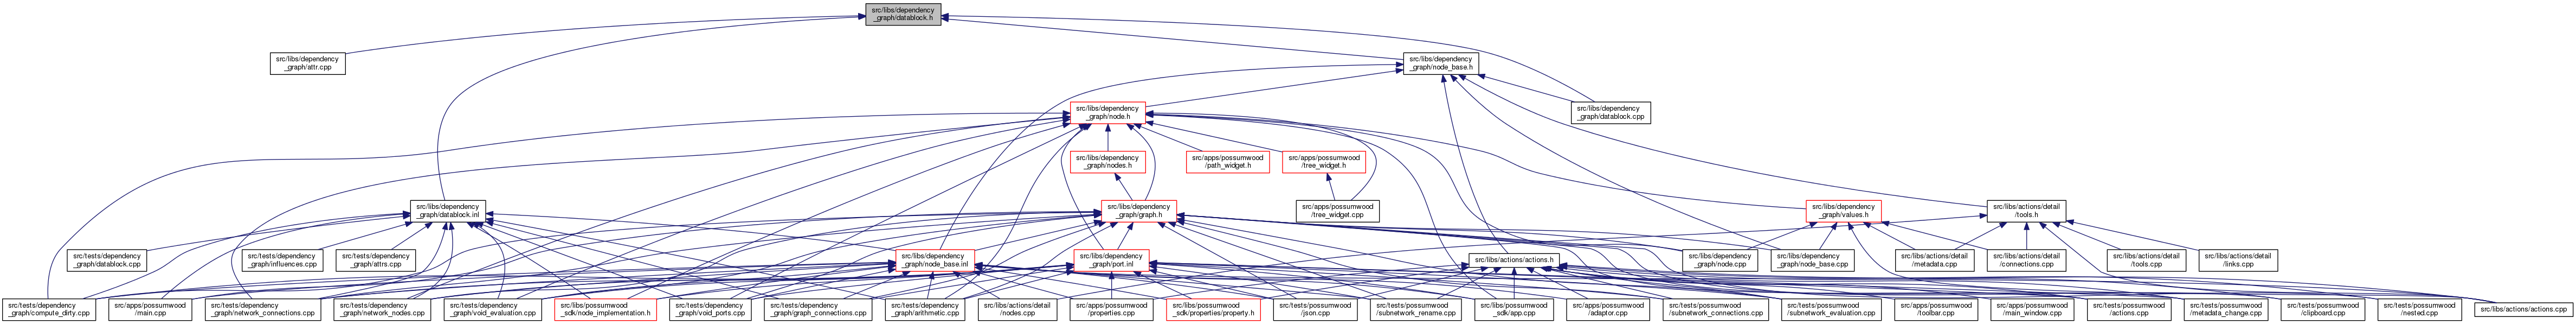 src/libs/dependency
_graph/datablock.h
src/libs/dependency
_graph/attr.cpp
src/libs/dependency
_graph/node_base.h
src/libs/dependency
_graph/node.h
src/libs/dependency
_graph/datablock.cpp
src/libs/dependency
_graph/nodes.h
src/apps/possumwood
/path_widget.h
src/apps/possumwood
/tree_widget.h
src/libs/dependency
_graph/datablock.inl
src/libs/dependency
_graph/graph.h
src/apps/possumwood
/tree_widget.cpp
src/libs/dependency
_graph/values.h
src/libs/actions/detail
/tools.h
src/tests/dependency
_graph/datablock.cpp
src/tests/dependency
_graph/influences.cpp
src/tests/dependency
_graph/attrs.cpp
src/libs/dependency
_graph/node_base.inl
src/libs/dependency
_graph/port.inl
src/libs/actions/actions.h
src/libs/dependency
_graph/node.cpp
src/libs/dependency
_graph/node_base.cpp
src/libs/actions/detail
/metadata.cpp
src/libs/actions/detail
/connections.cpp
src/libs/actions/detail
/tools.cpp
src/libs/actions/detail
/links.cpp
src/tests/dependency
_graph/compute_dirty.cpp
src/apps/possumwood
/main.cpp
src/tests/dependency
_graph/network_connections.cpp
src/tests/dependency
_graph/network_nodes.cpp
src/tests/dependency
_graph/void_evaluation.cpp
src/libs/possumwood
_sdk/node_implementation.h
src/tests/dependency
_graph/void_ports.cpp
src/tests/dependency
_graph/graph_connections.cpp
src/tests/dependency
_graph/arithmetic.cpp
src/libs/actions/detail
/nodes.cpp
src/apps/possumwood
/properties.cpp
src/libs/possumwood
_sdk/properties/property.h
src/tests/possumwood
/json.cpp
src/tests/possumwood
/subnetwork_rename.cpp
src/libs/possumwood
_sdk/app.cpp
src/apps/possumwood
/adaptor.cpp
src/tests/possumwood
/subnetwork_connections.cpp
src/tests/possumwood
/subnetwork_evaluation.cpp
src/apps/possumwood
/toolbar.cpp
src/apps/possumwood
/main_window.cpp
src/tests/possumwood
/actions.cpp
src/tests/possumwood
/metadata_change.cpp
src/tests/possumwood
/clipboard.cpp
src/tests/possumwood
/nested.cpp
src/libs/actions/actions.cpp